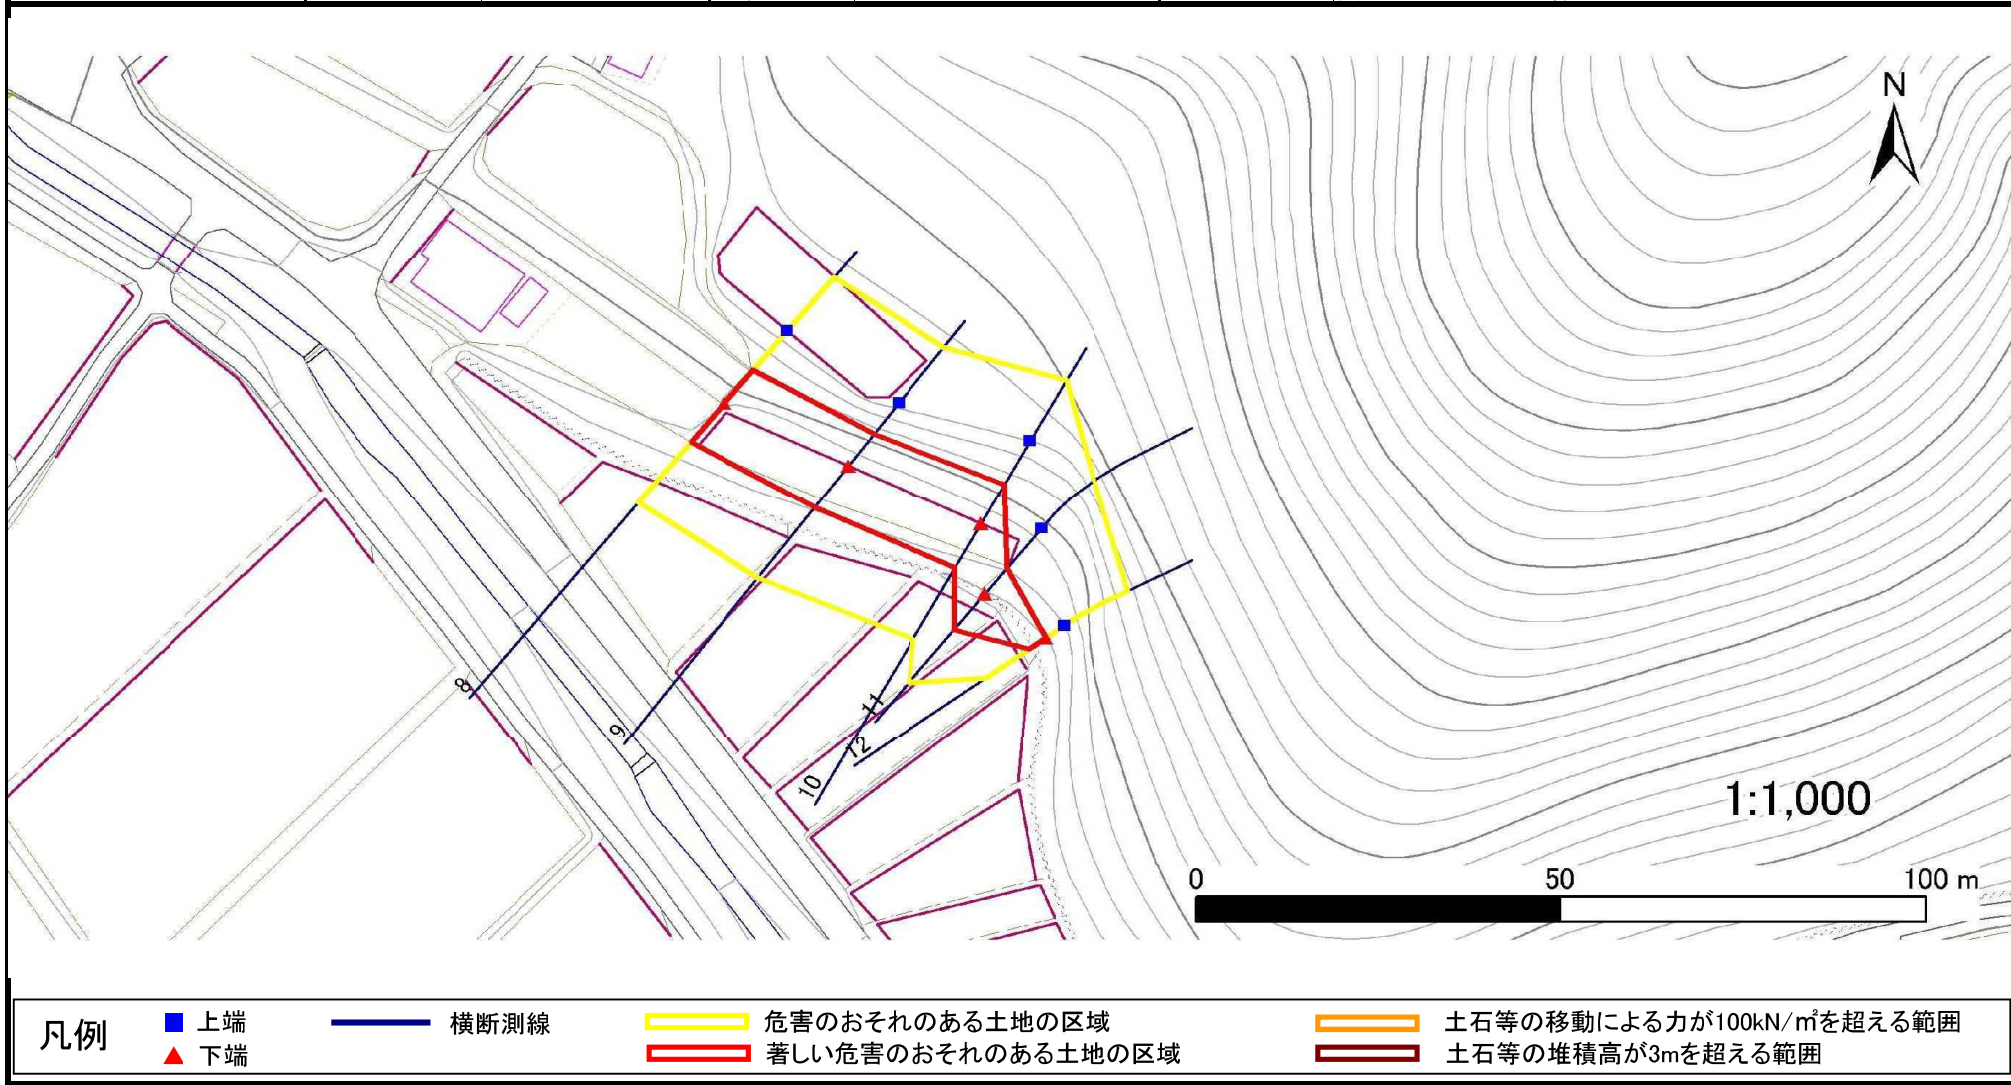 N
8
9
11
12
10
1:1,000
0 50 100 m
凡例
上端
横断測線
危害のおそれのある土地の区域
土石等の移動による力が100kN/㎡を超える範囲
下端
著しい危害のおそれのある土地の区域
土石等の堆積高が3mを超える範囲